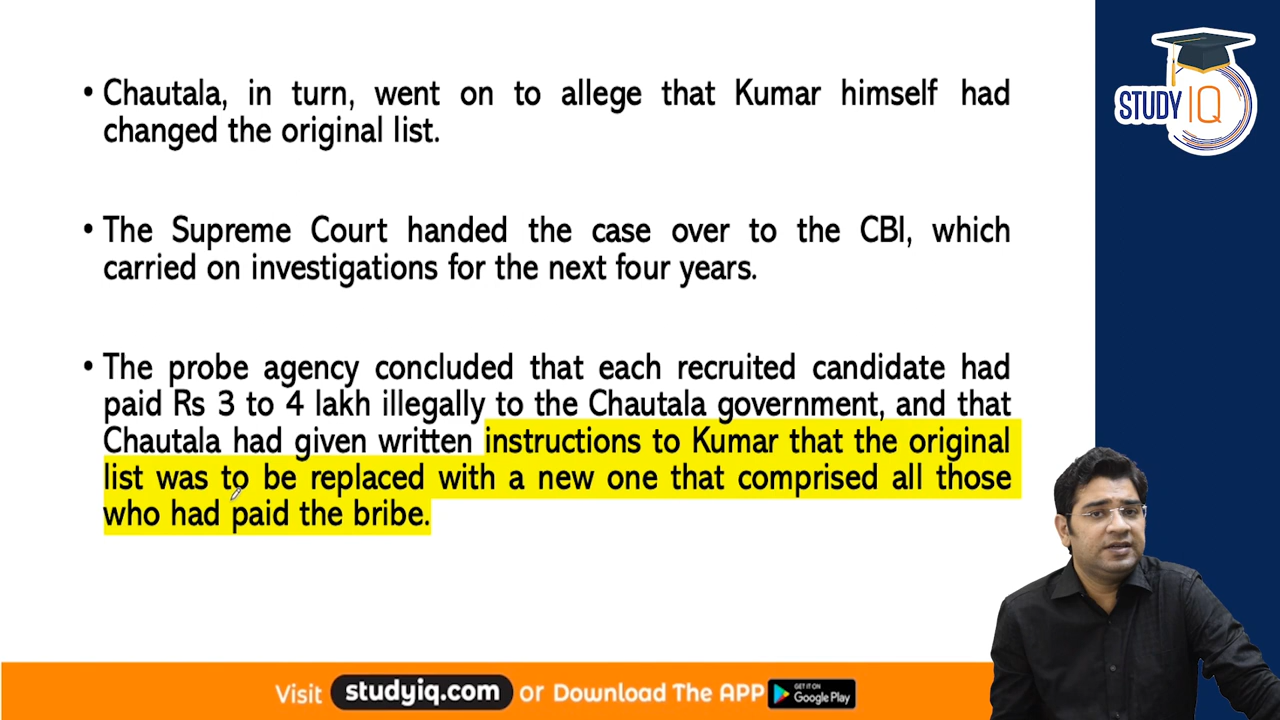 • Chautala, in turn, went on to allege that Kumar himself had
changed the original list.
• The Supreme Court handed the case over to the CBI, which
carried on investigations for the next four years.
• The probe agency concluded that each recruited candidate had
paid Rs 3 to 4 lakh illegally to the Chautala government, and that
Chautala had given written instructions to Kumar that the original
list was to be replaced with a new one that comprised all those
who had paid the bribe.
STUDY IQ
Visit studyiq.com or Download The APP GET IT ON Google Play